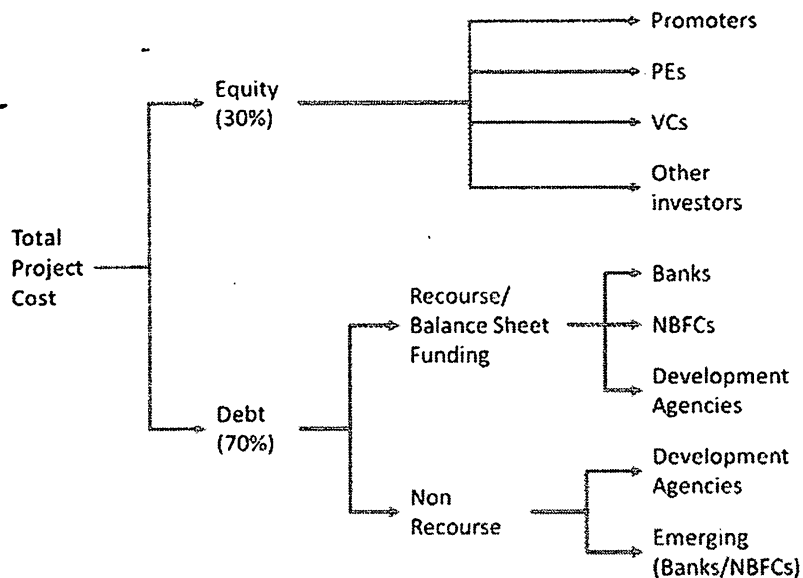 Total
Project
Cost
Equity
(30%)
Promoters
PEs
VCs
Other
investors
Debt
(70%)
Recourse/
Balance Sheet
Funding
Banks
NBFCs
Development
Agencies
Non
Recourse
Development
Agencies
Emerging
(Banks/NBFCs)